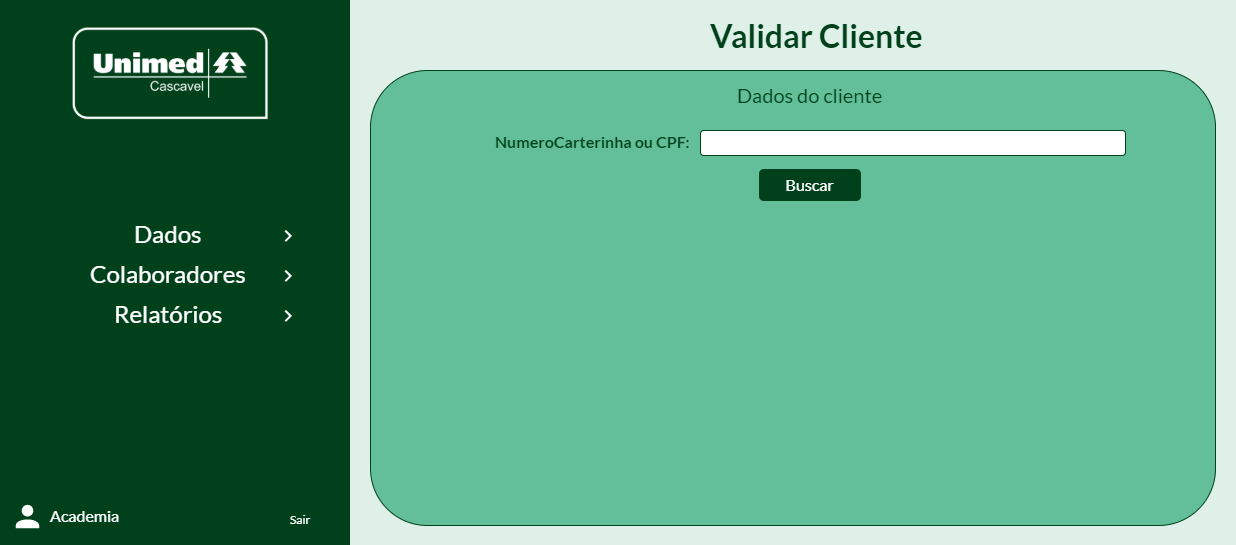 Unimed
Cascavel
Dados
Colaboradores
Relatórios
Academia
Sair
Validar Cliente
Dados do cliente
NumeroCarterinha ou CPF:
Buscar